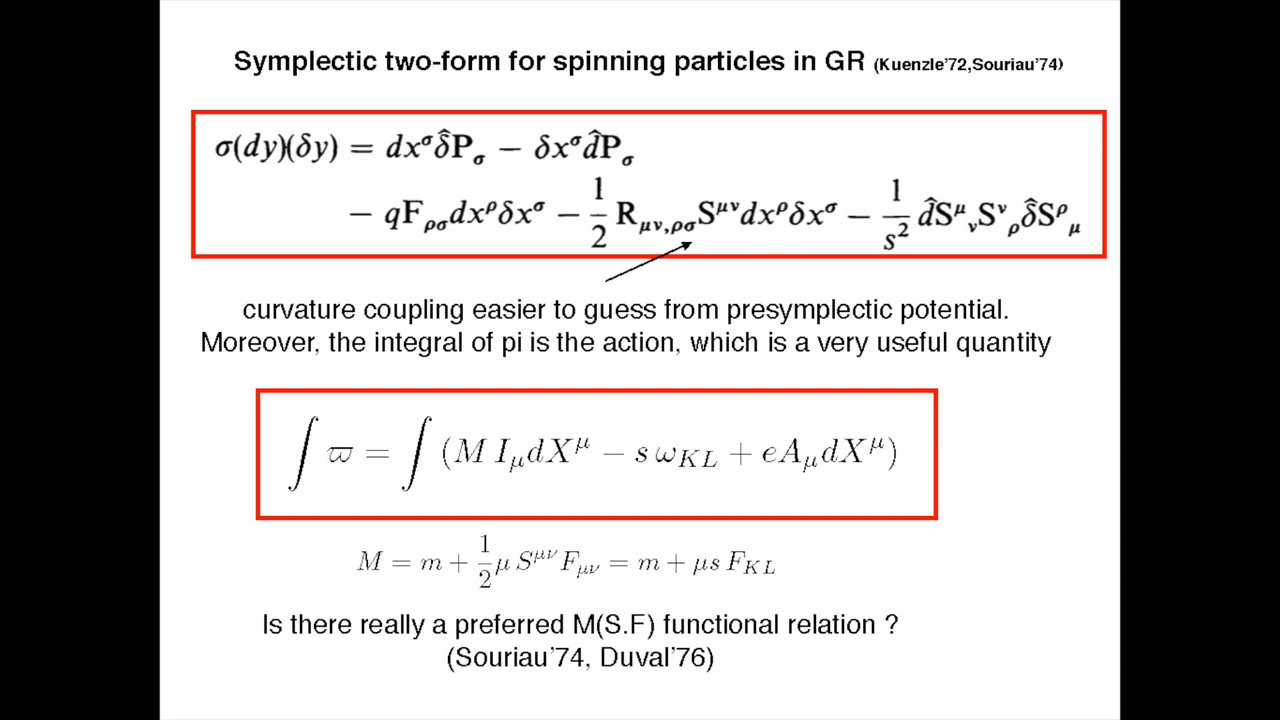 Symplectic two-form for spinning particles in GR (Kuenzle'72,Souriau'74)
σ(dy)(δy) = dx^σ δ̂P_σ − δx^σ d̂P_σ
− qF_ρσ dx^ρ δx^σ − 1/2 R_μν,ρσ S^μν dx^ρ δx^σ − 1/s² d̂S^μ_ν S^ν_ρ δ̂S^ρ_μ
curvature coupling easier to guess from presymplectic potential.
Moreover, the integral of pi is the action, which is a very useful quantity
∫ ϖ = ∫ (M I_μ dX^μ − s ω_KL + eA_μ dX^μ)
M = m + 1/2 μ S^μν F_μν = m + μs F_KL
Is there really a preferred M(S.F) functional relation ?
(Souriau'74, Duval'76)